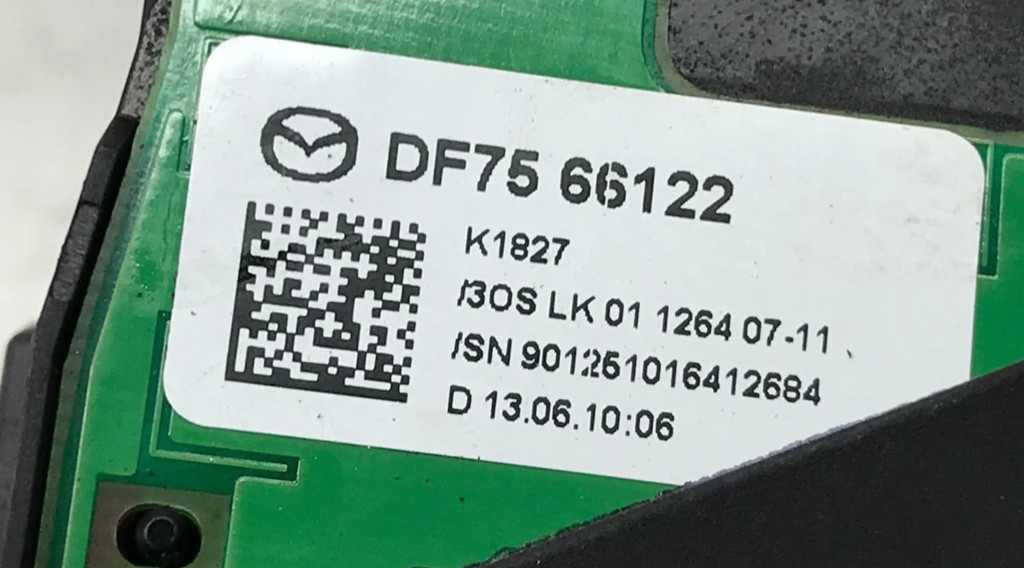 DF75 66122
K1827
/3OS LK 01 1264 07-11
/SN 901251016412684
D 13.06.10:06